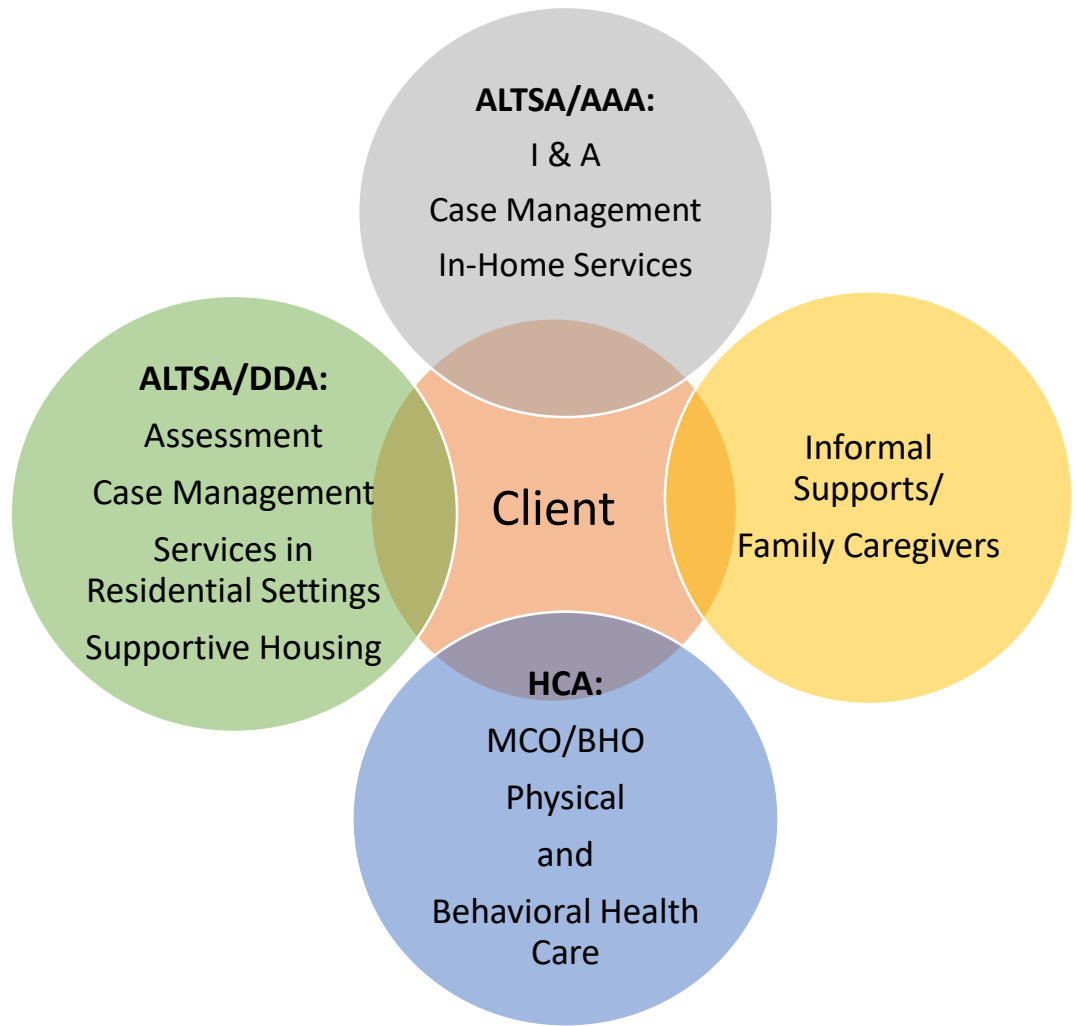 ALTSA/AAA:
I & A
Case Management
In-Home Services
ALTSA/DDA:
Assessment
Case Management
Services in
Residential Settings
Supportive Housing
Client
Informal
Supports/
Family Caregivers
HCA:
MCO/BHO
Physical
and
Behavioral Health
Care